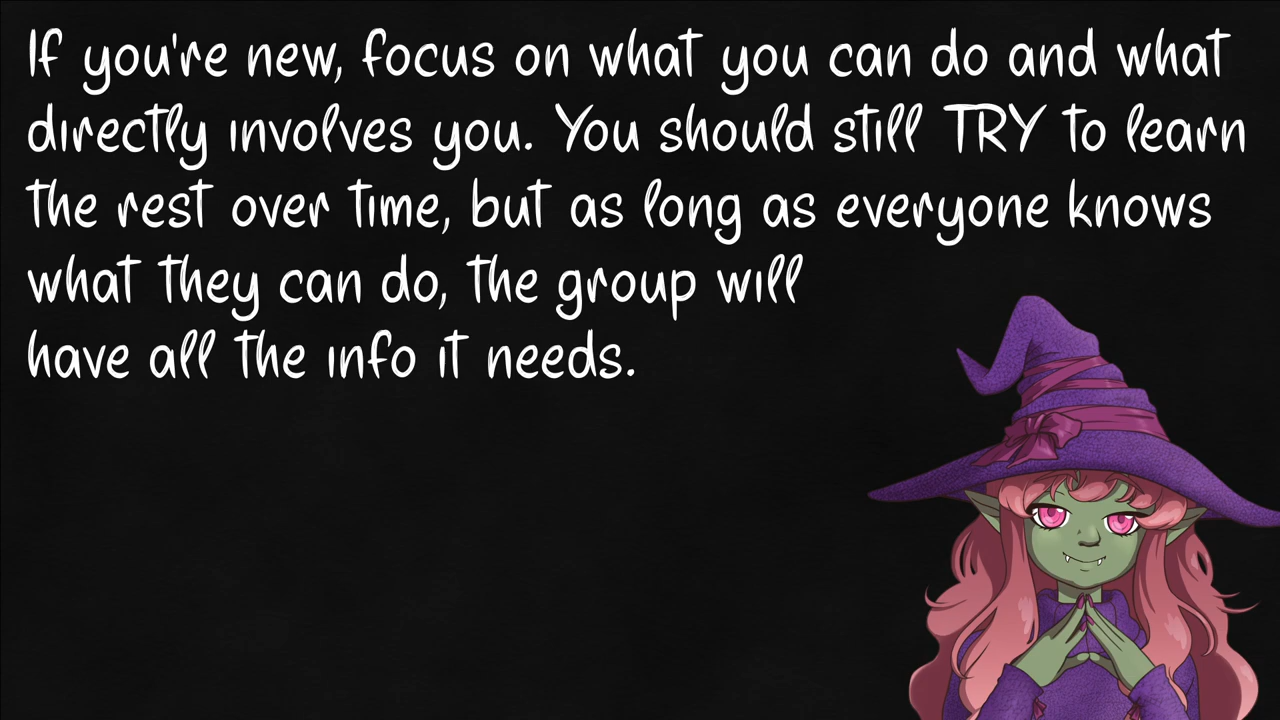 If you're new, focus on what you can do and what
directly involves you. You should still TRY to learn
the rest over time, but as long as everyone knows
what they can do, the group will
have all the info it needs.